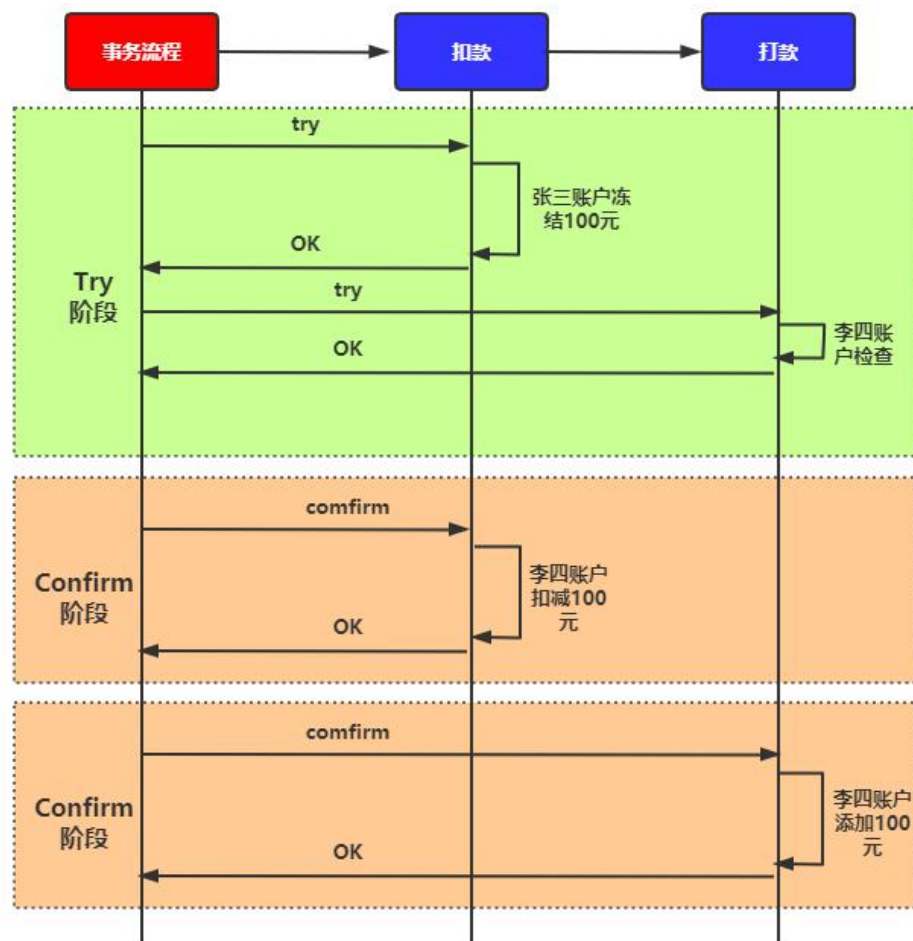 事务流程
扣款
打款
try
张三账户冻
结100元
OK
Try
阶段
try
李四账
户检查
OK
comfirm
Confirm
阶段
李四账户
扣减100
元
OK
comfirm
Confirm
阶段
李四账户
添加100
元
OK